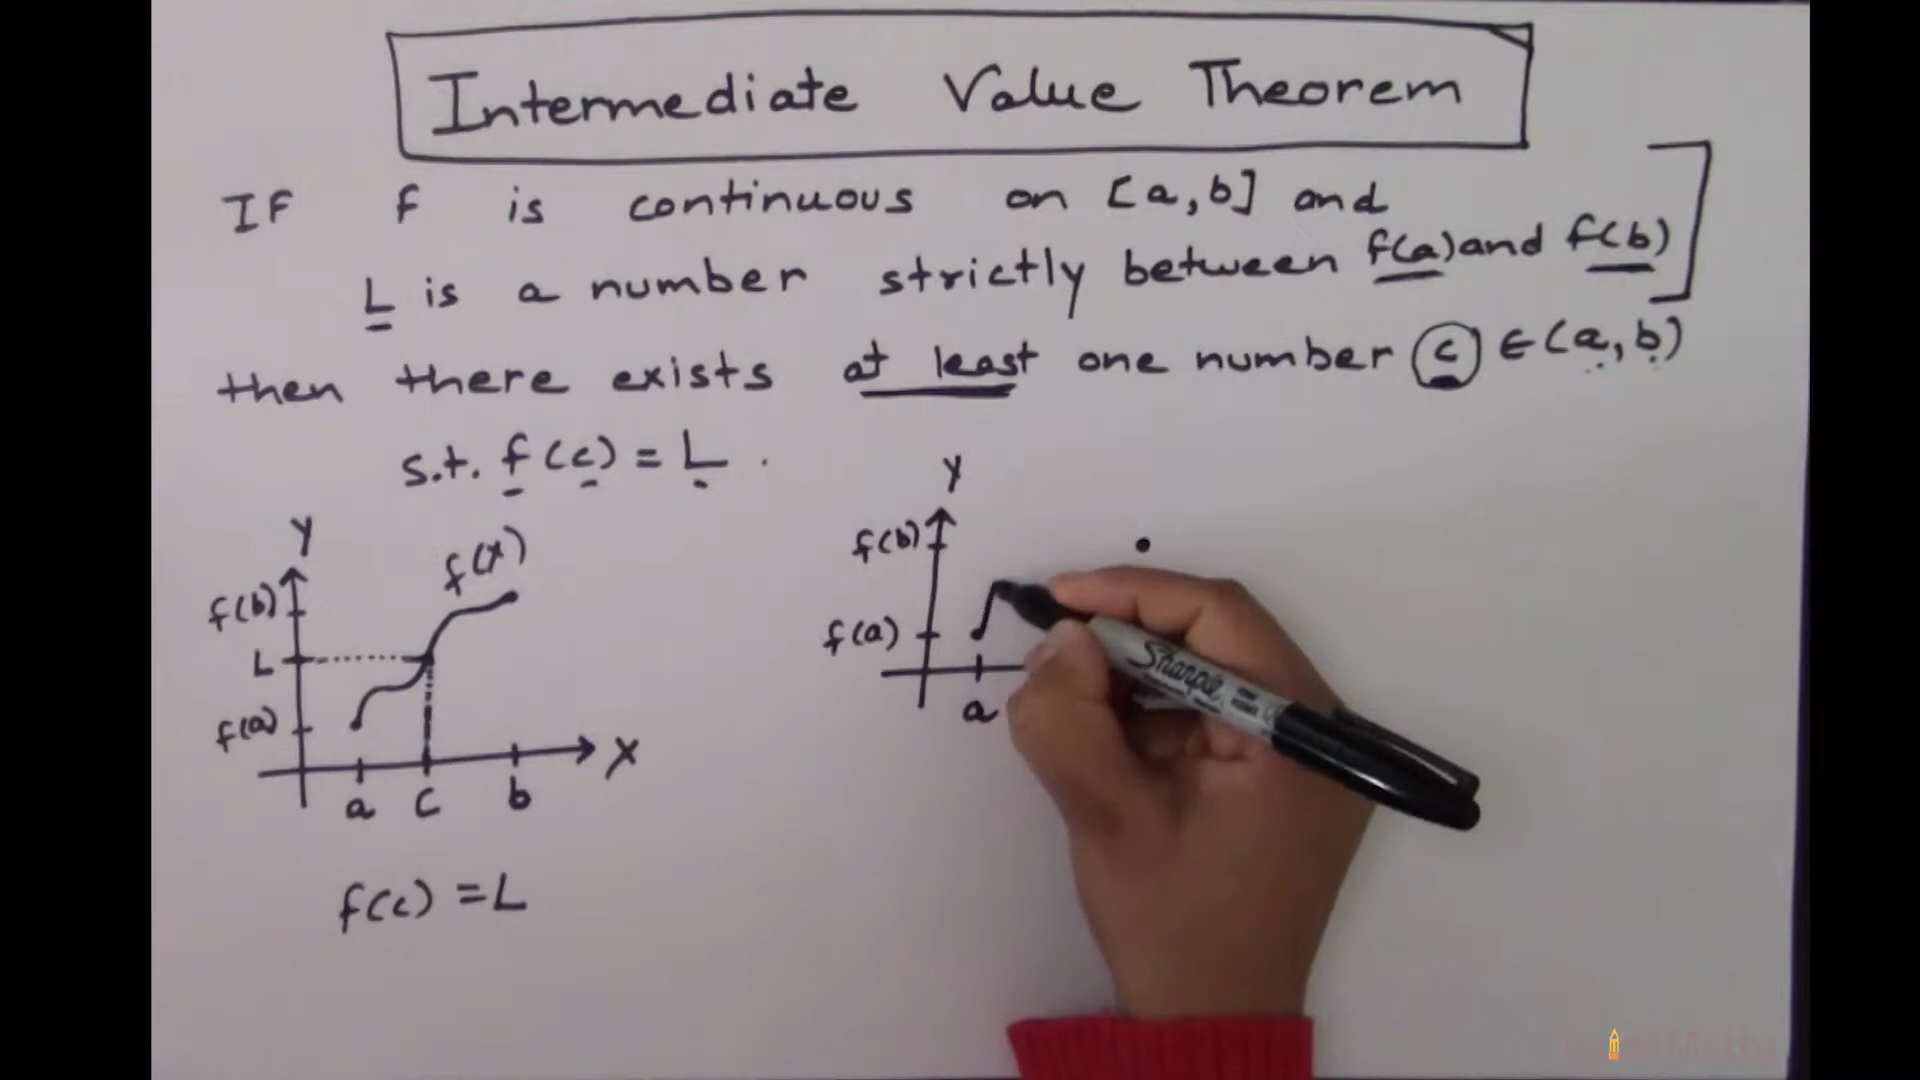 Intermediate Value Theorem
If f is continuous on [a,b] and
L is a number strictly between f(a) and f(b)
then there exists at least one number c ∈ (a,b)
s.t. f(c) = L.
Y
f(b)
f(x)
L
f(a)
X
a c b
f(c) = L
Y
f(b)
f(a)
a
Sharpie